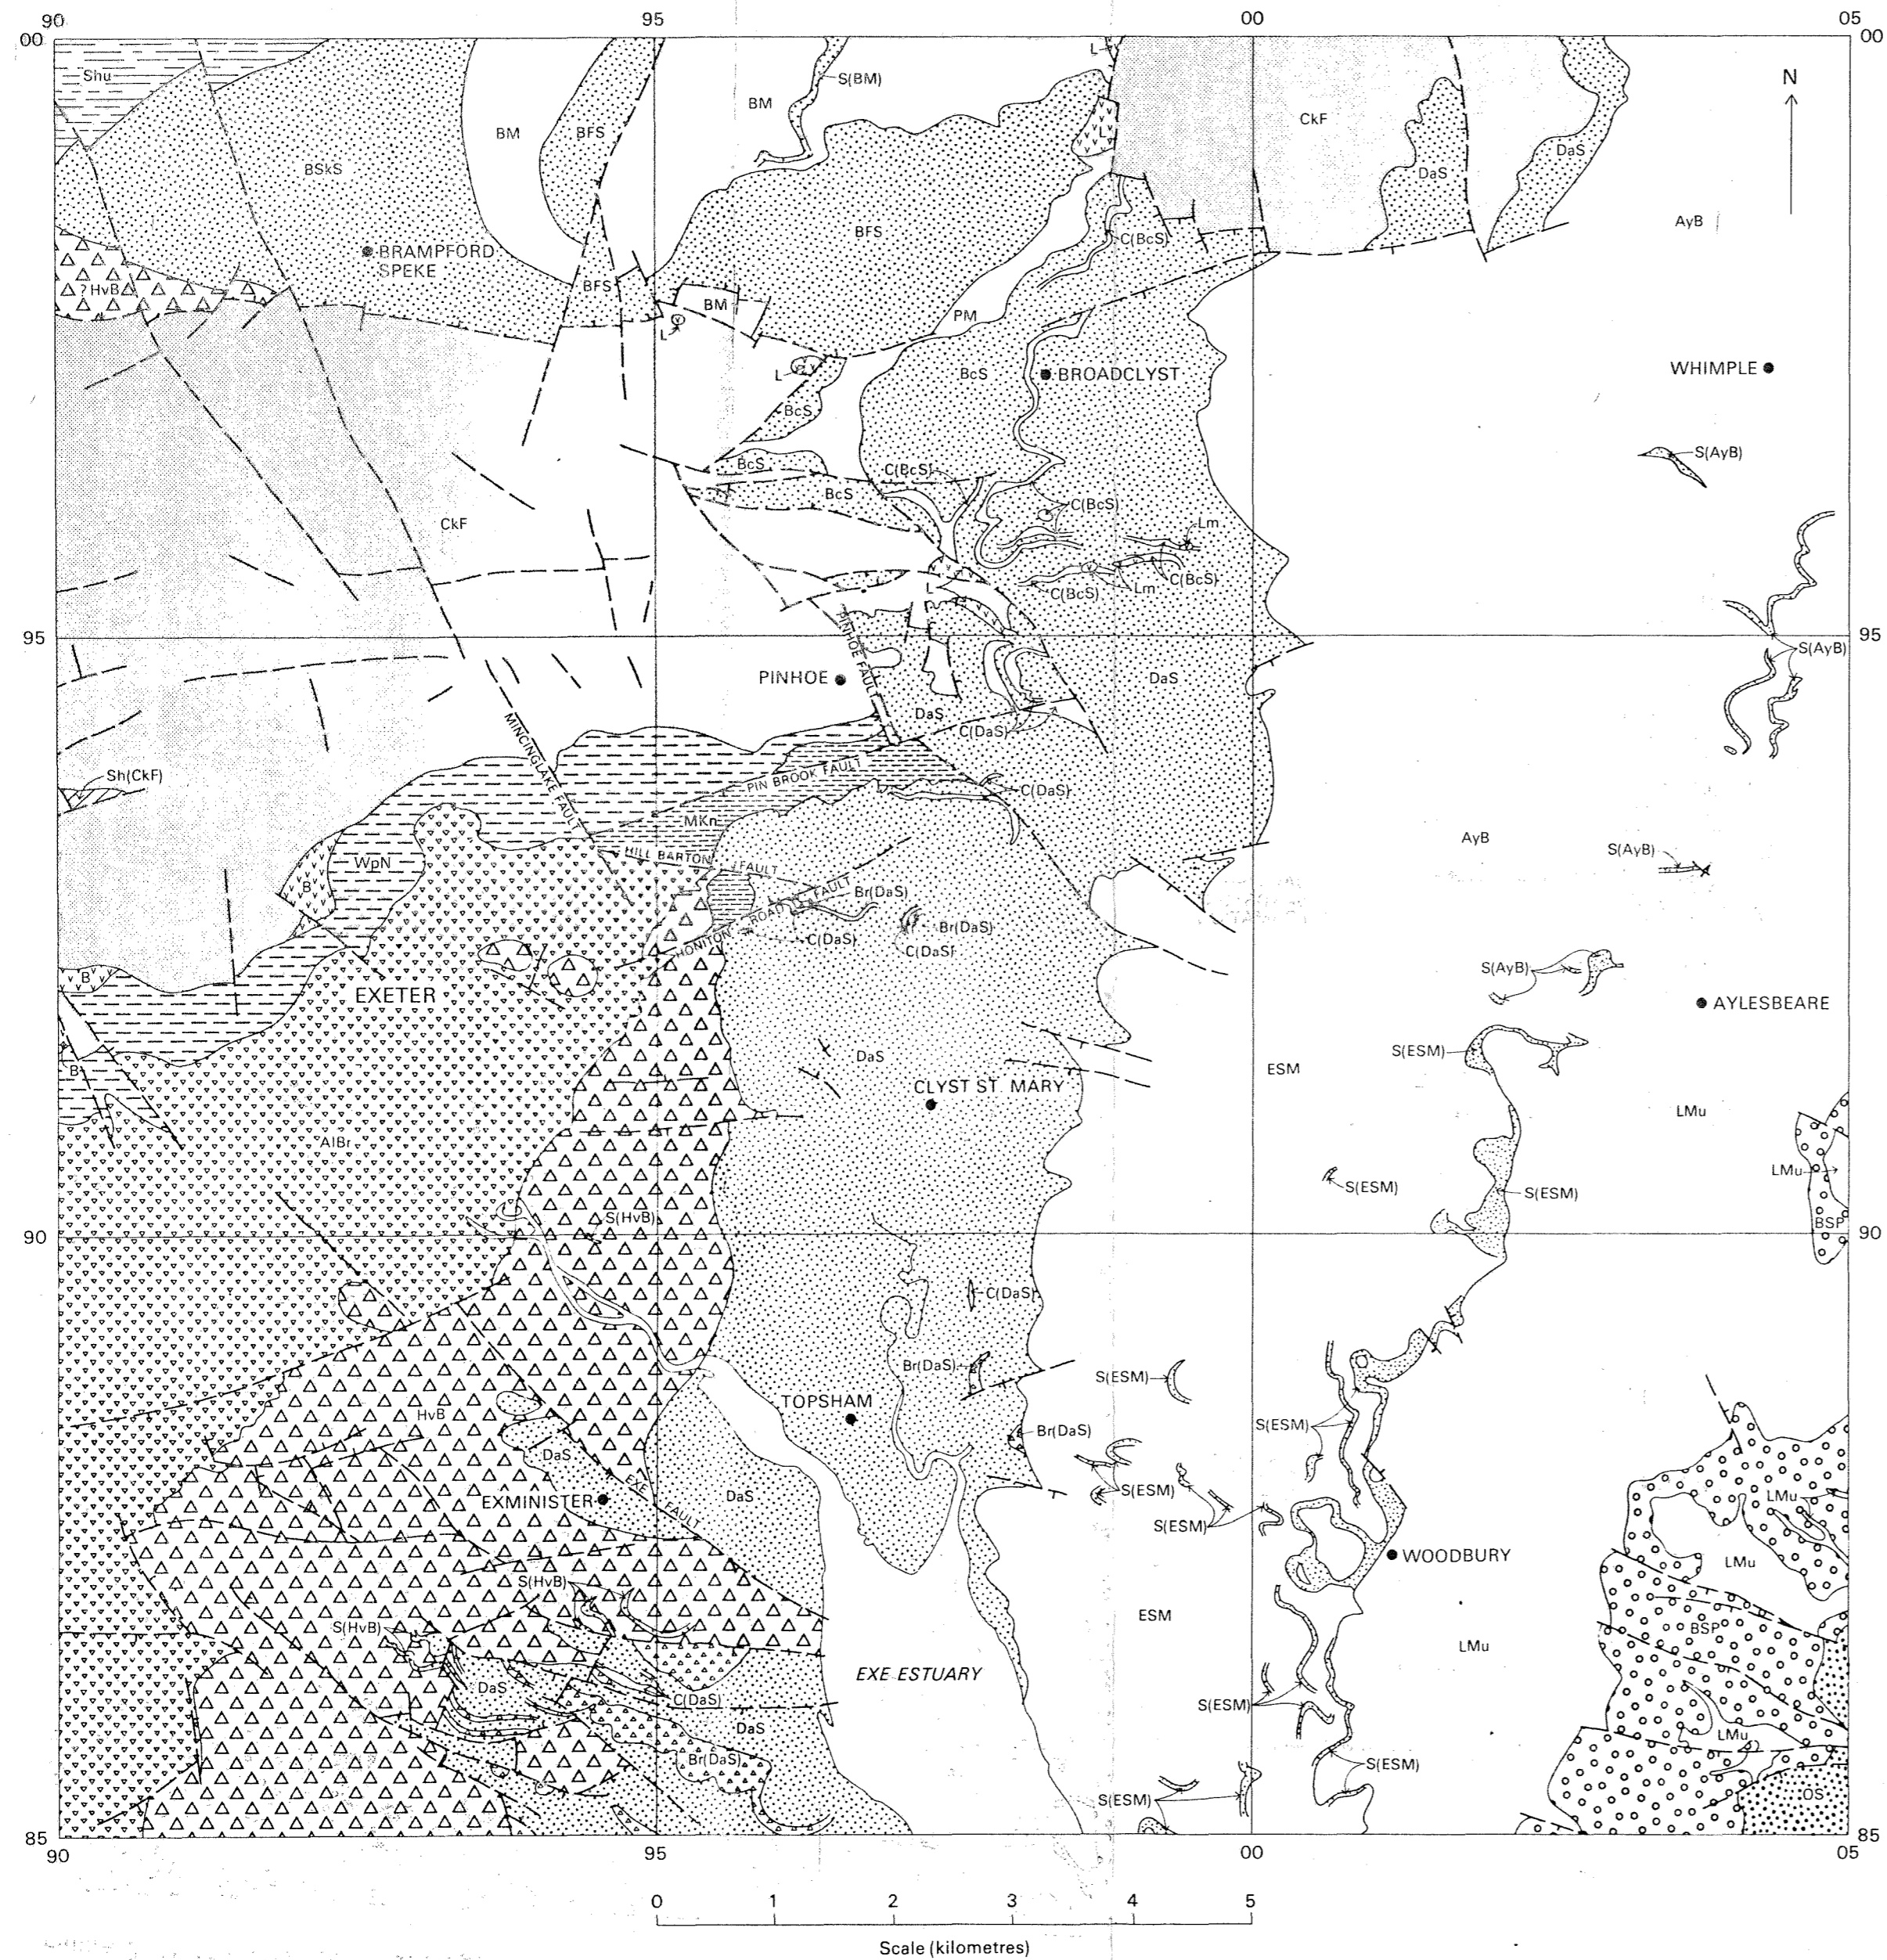 90 95 00 05
00 00
L
Shu
S(BM)
N
BM
CkF
BM
BFS
L
DaS
BSkS
DaS
AyB
BFS
C(BcS)
BRAMPFORD
SPEKE
? HvB
BFS
BM
PM
L
WHIMPLE
L
BcS
BROADCLYST
BcS
S(AyB)
BcS
C(BcS)
BcS
C(BcS)
Lm
CkF
C(BcS)
L
C(BcS)
Lm
95 95
PINHOE FAULT
S(AyB)
PINHOE
DaS
DaS
MINCINGLAKE FAULT
C(DaS)
Sh(CkF)
PIN BROOK FAULT
C(DaS)
MKn
AyB
S(AyB)
HILL BARTON FAULT
WpN
B
HONITON ROAD FAULT
Br(DaS)
Br(DaS)
C(DaS)
C(DaS)
S(AyB)
B
EXETER
AYLESBEARE
S(ESM)
DaS
B
ESM
CLYST ST. MARY
LMu
AlBr
LMu
S(ESM)
S(ESM)
S(HvB)
BSP
90 90
C(DaS)
Br(DaS)
S(ESM)
TOPSHAM
HvB
S(ESM)
Br(DaS)
DaS
S(ESM)
LMu
EXE FAULT
DaS
EXMINISTER
S(ESM)
WOODBURY
LMu
S(HvB)
ESM
S(HvB)
BSP
LMu
EXE ESTUARY
DaS
C(DaS)
S(ESM)
DaS
LMu
Br(DaS)
S(ESM)
S(ESM)
OS
85 85
90 95 00 05
0 1 2 3 4 5
Scale (kilometres)